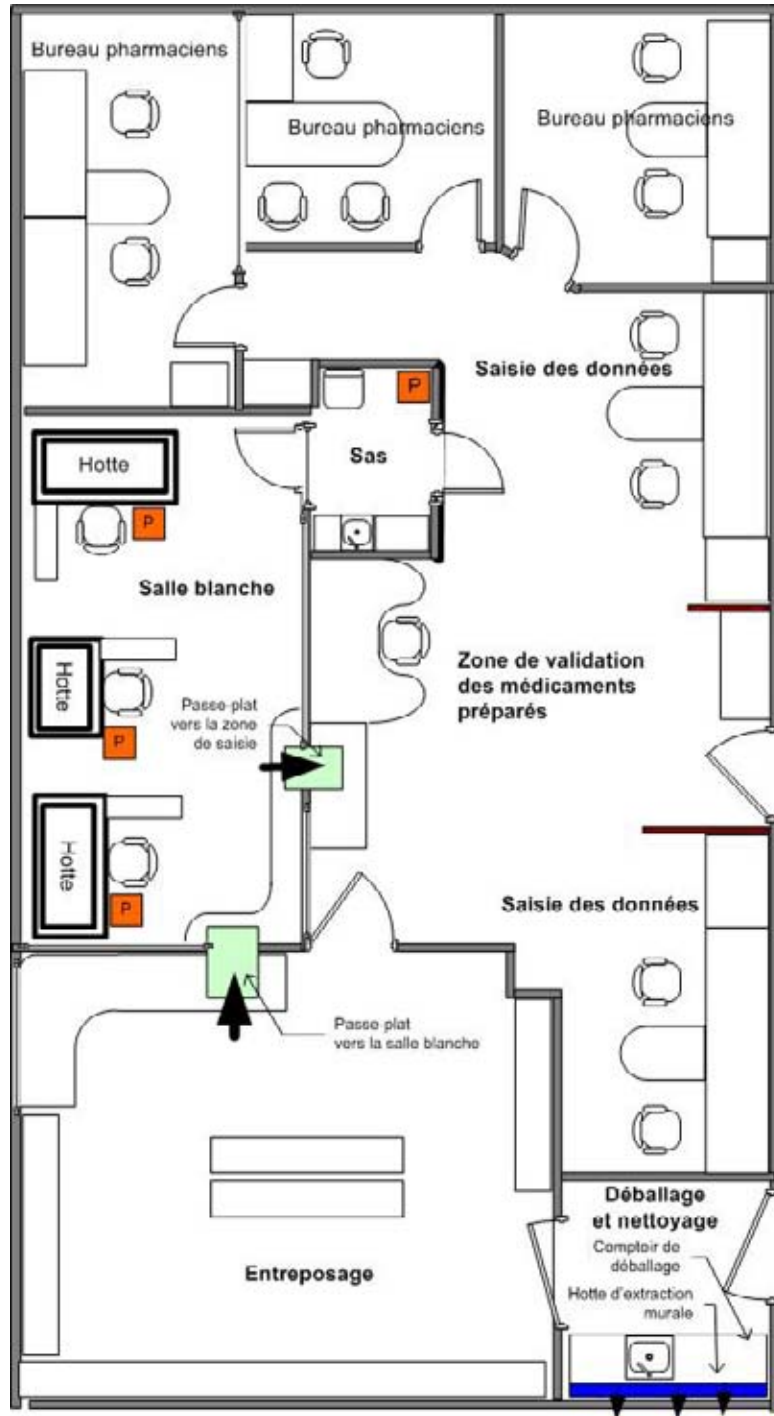 Bureau pharmaciens
Bureau pharmaciens
Bureau pharmaciens
Saisie des données
P
Sas
Hotte
P
Salle blanche
Hotte
P
Zone de validation
des médicaments
préparés
Passe-plat
vers la zone
de saisie
Hotte
P
Saisie des données
Passe-plat
vers la salle blanche
Déballage
et nettoyage
Comptoir de
déballage
Hotte d'extraction
murale
Entreposage